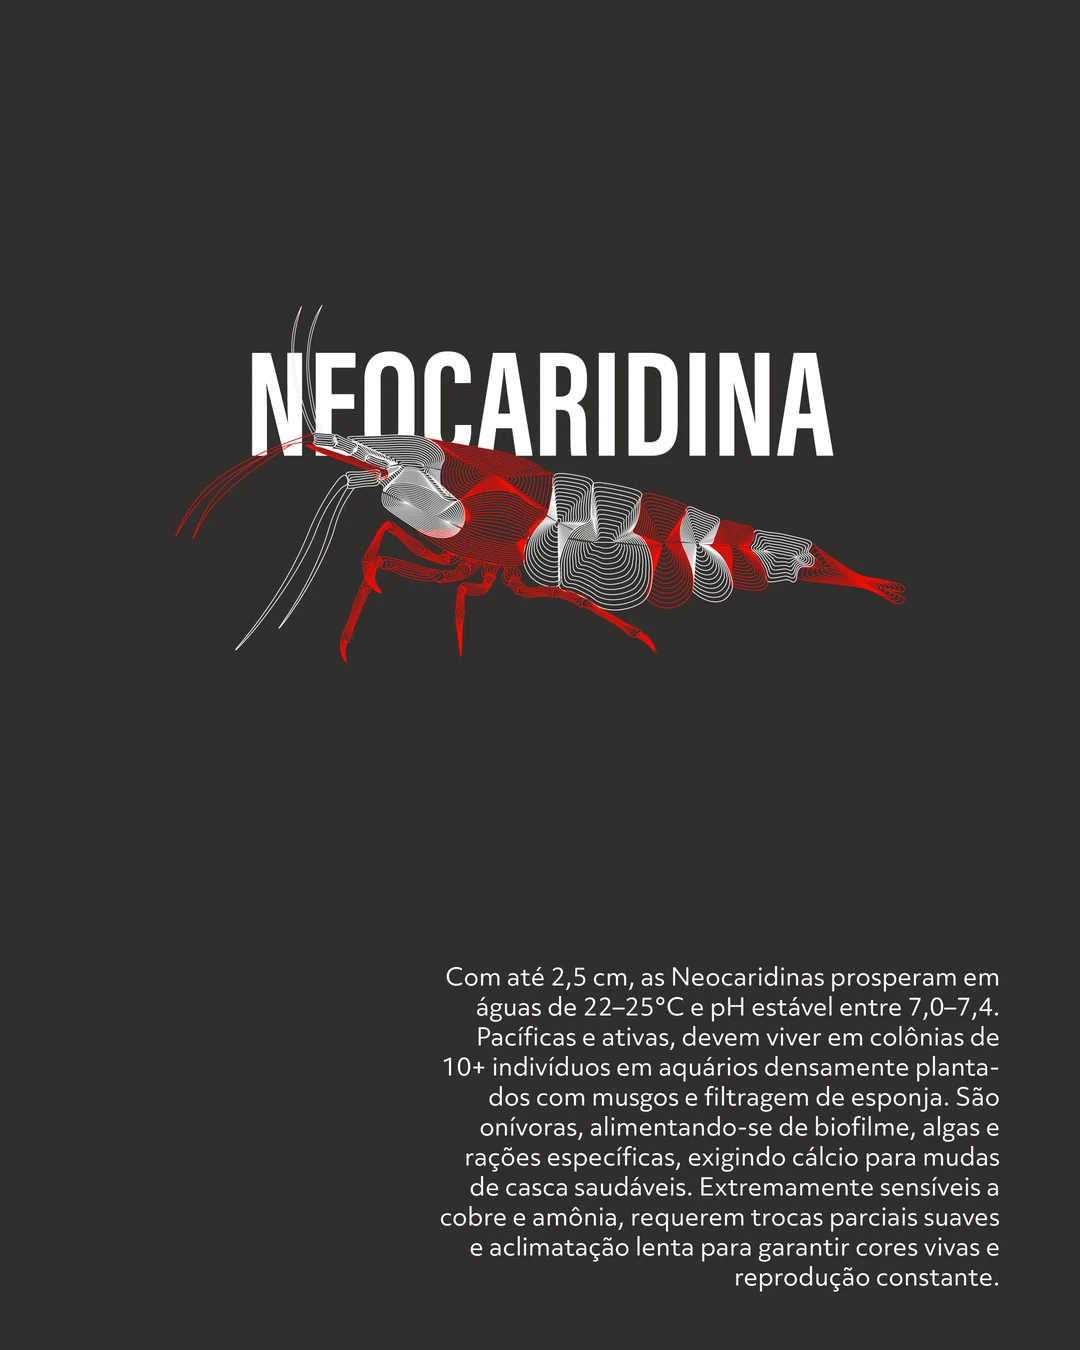 NEOCARIDINA
Com até 2,5 cm, as Neocaridinas prosperam em
águas de 22–25°C e pH estável entre 7,0–7,4.
Pacíficas e ativas, devem viver em colônias de
10+ indivíduos em aquários densamente planta-
dos com musgos e filtragem de esponja. São
onívoras, alimentando-se de biofilme, algas e
rações específicas, exigindo cálcio para mudas
de casca saudáveis. Extremamente sensíveis a
cobre e amônia, requerem trocas parciais suaves
e aclimatação lenta para garantir cores vivas e
reprodução constante.